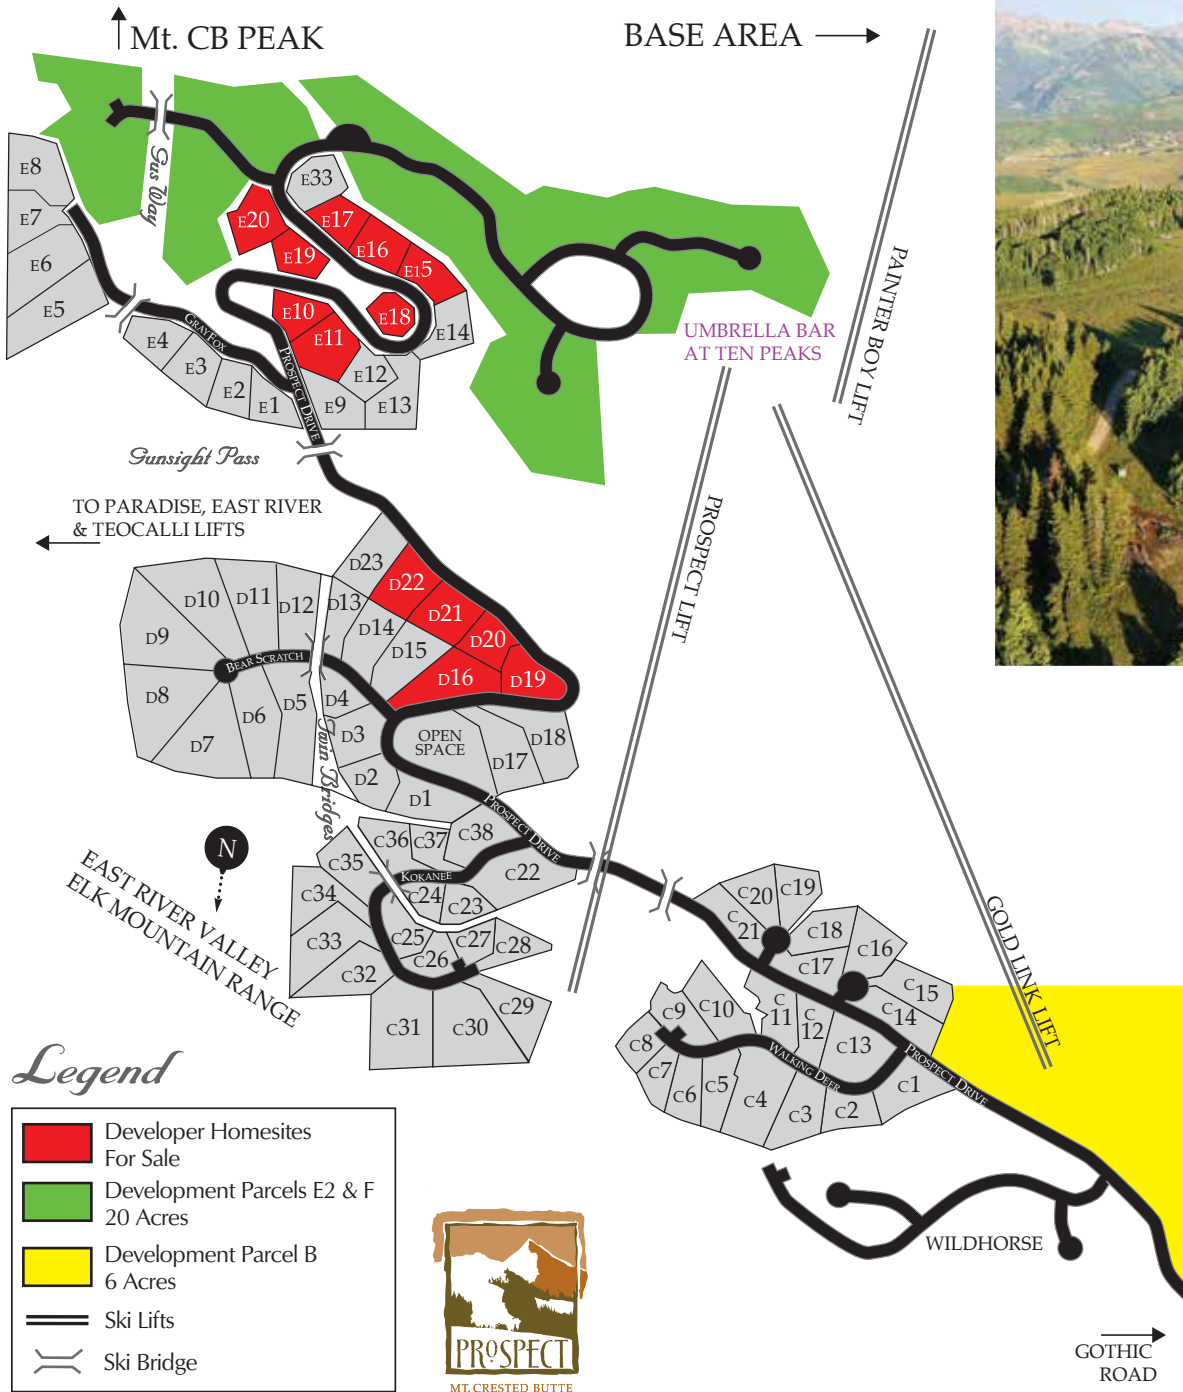 Mt. CB PEAK
BASE AREA
Gus Way
E8
E7
E6
E5
E33
E20
E17
E16
E15
E19
E10
E18
E11
E14
E12
E4
E3
E2
E1
E9
E13
GRAYFOX
PROSPECT DRIVE
PAINTER BOY LIFT
UMBRELLA BAR
AT TEN PEAKS
Gunsight Pass
TO PARADISE, EAST RIVER
& TEOCALLI LIFTS
PROSPECT LIFT
D23
D22
D21
D20
D19
D16
D10
D11
D12
D13
D14
D15
D9
D8
D7
D6
D5
D4
D3
D2
D1
D17
D18
BEAR SCRATCH
OPEN
SPACE
Twin Bridges
PROSPECT DRIVE
N
EAST RIVER VALLEY
ELK MOUNTAIN RANGE
C36
C37
C38
C35
KOKANEE
C22
C34
C24
C23
C33
C25
C27
C28
C26
C32
C29
C31
C30
GOLD LINK LIFT
C20
C19
C
21
C18
C16
C17
C15
C14
C9
C10
C
11
C
12
C13
C8
C7
C6
C5
C4
C3
C2
C1
WALKING DEER
PROSPECT DRIVE
WILDHORSE
GOTHIC
ROAD
Legend
Developer Homesites
For Sale
Development Parcels E2 & F
20 Acres
Development Parcel B
6 Acres
Ski Lifts
Ski Bridge
PROSPECT
MT. CRESTED BUTTE